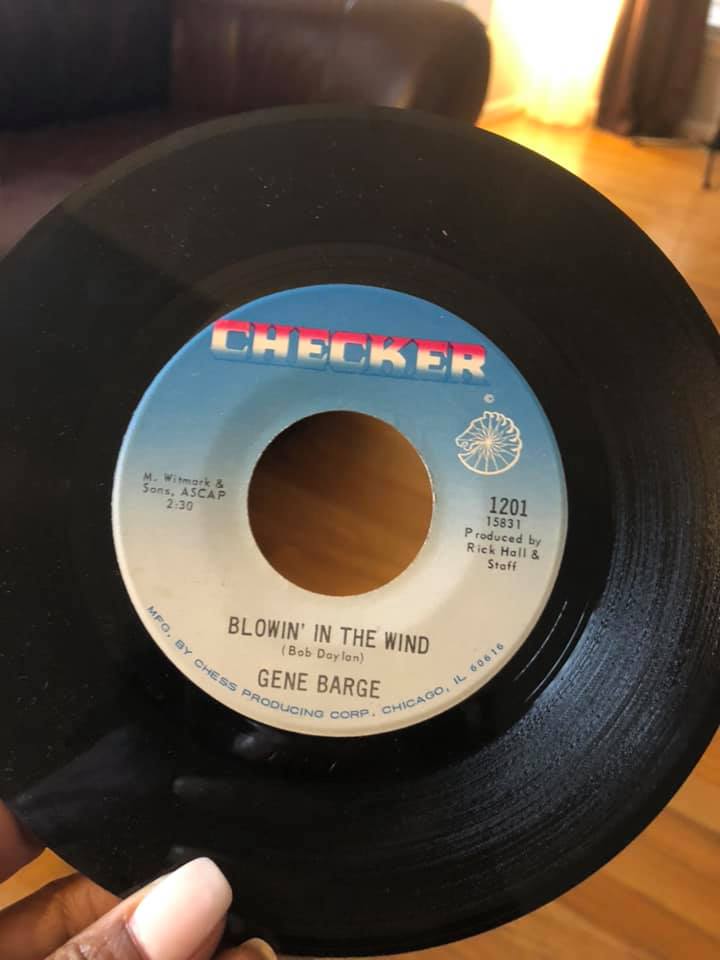 CHECKER
©
M. Witmark &
Sons, ASCAP
2:30
1201
15831
Produced by
Rick Hall &
Staff
BLOWIN' IN THE WIND
(Bob Daylan)
GENE BARGE
MFG. BY CHESS PRODUCING CORP. CHICAGO, IL 60616